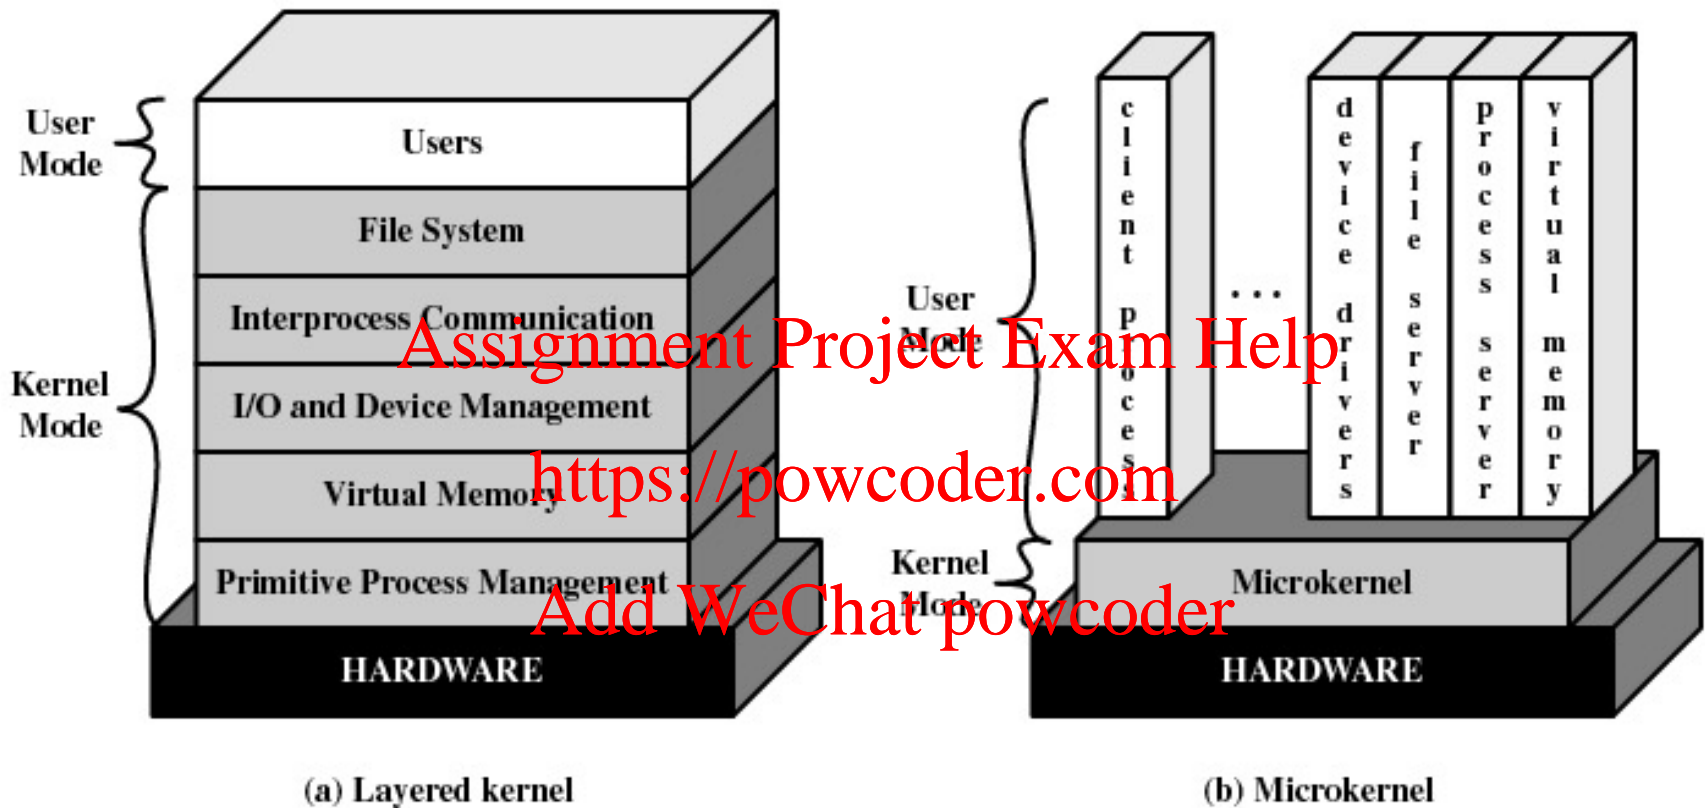 User
Mode
Users
File System
Interprocess Communication
Kernel
Mode
I/O and Device Management
Virtual Memory
Primitive Process Management
HARDWARE
(a) Layered kernel
User
Mode
client process
...
device drivers
file server
process server
virtual memory
Kernel
Mode
Microkernel
HARDWARE
(b) Microkernel
Assignment Project Exam Help
https://powcoder.com
Add WeChat powcoder